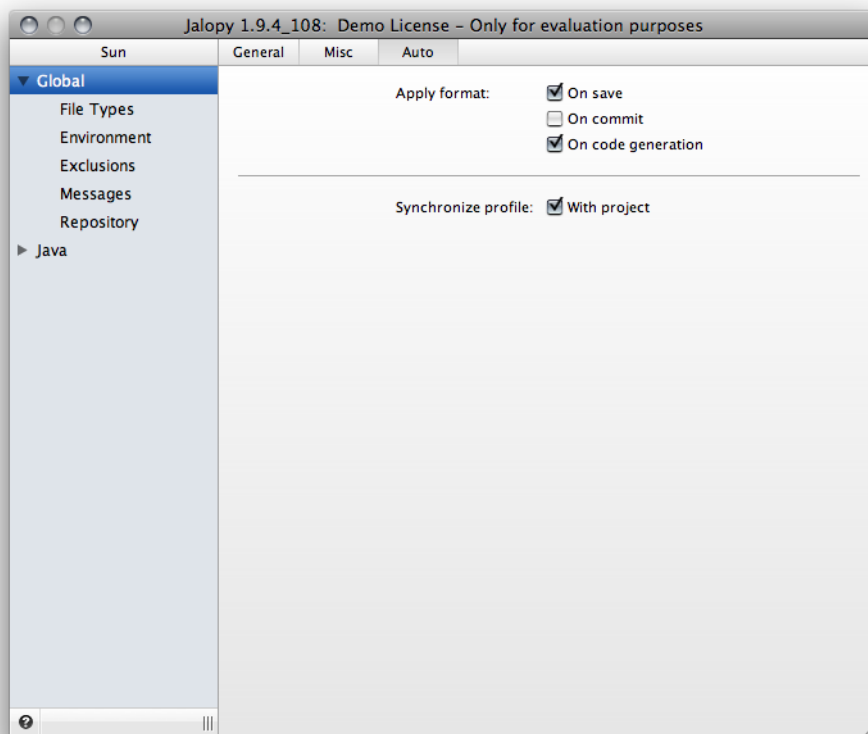 Jalopy 1.9.4_108:  Demo License – Only for evaluation purposes
Sun
General Misc Auto
Global
File Types
Environment
Exclusions
Messages
Repository
Java
Apply format: On save
On commit
On code generation
Synchronize profile: With project
?